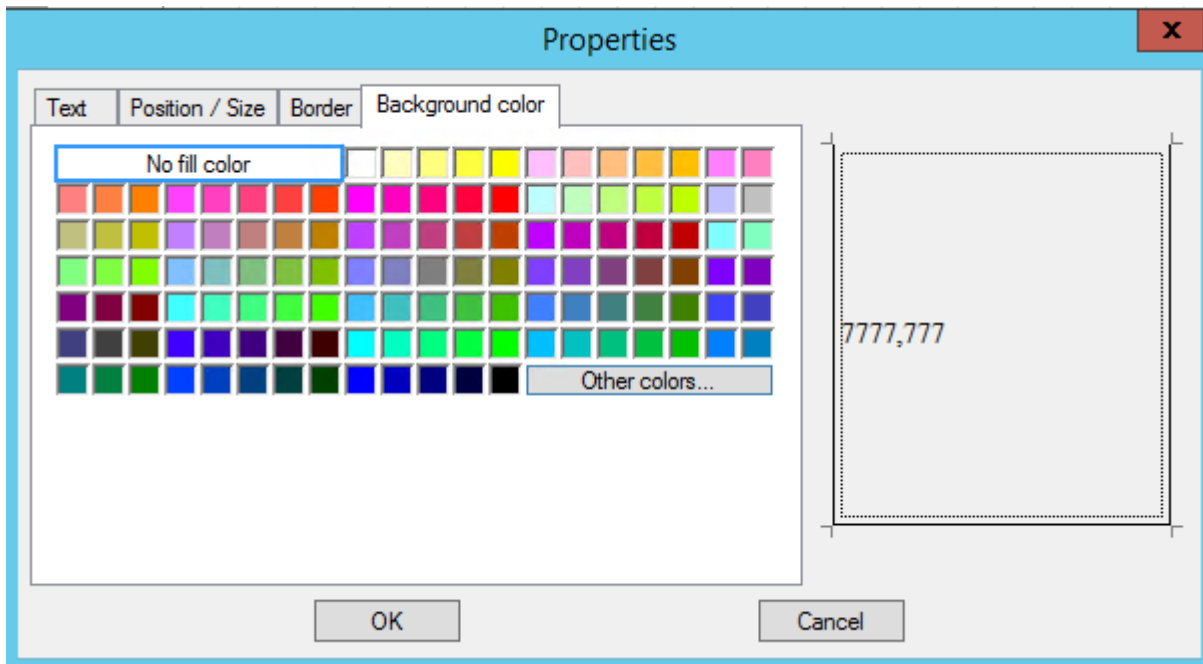 Properties
x
Text Position / Size Border Background color
No fill color
7777,777
Other colors...
OK Cancel